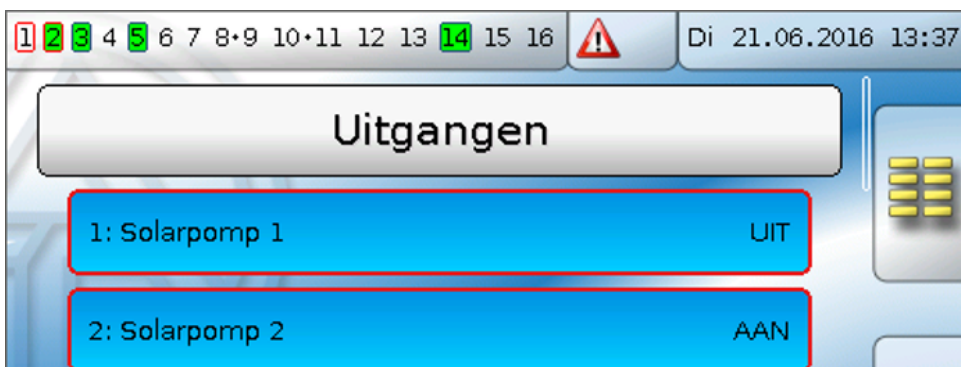 1 2 3 4 5 6 7 8·9 10·11 12 13 14 15 16 Di 21.06.2016 13:37
Uitgangen
1: Solarpomp 1 UIT
2: Solarpomp 2 AAN